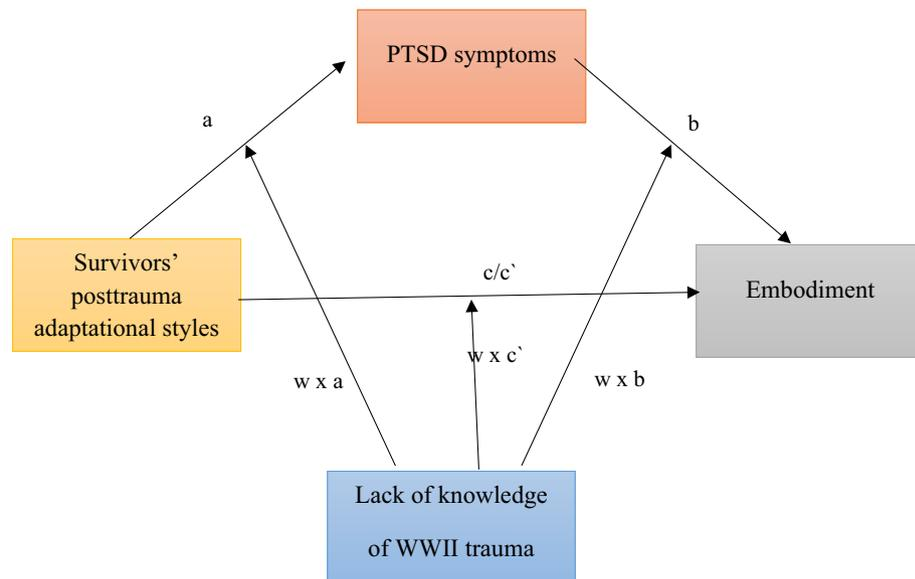 PTSD symptoms
a
b
Survivors’
posttrauma
adaptational styles
c/c`
Embodiment
w x c`
w x a
w x b
Lack of knowledge
of WWII trauma